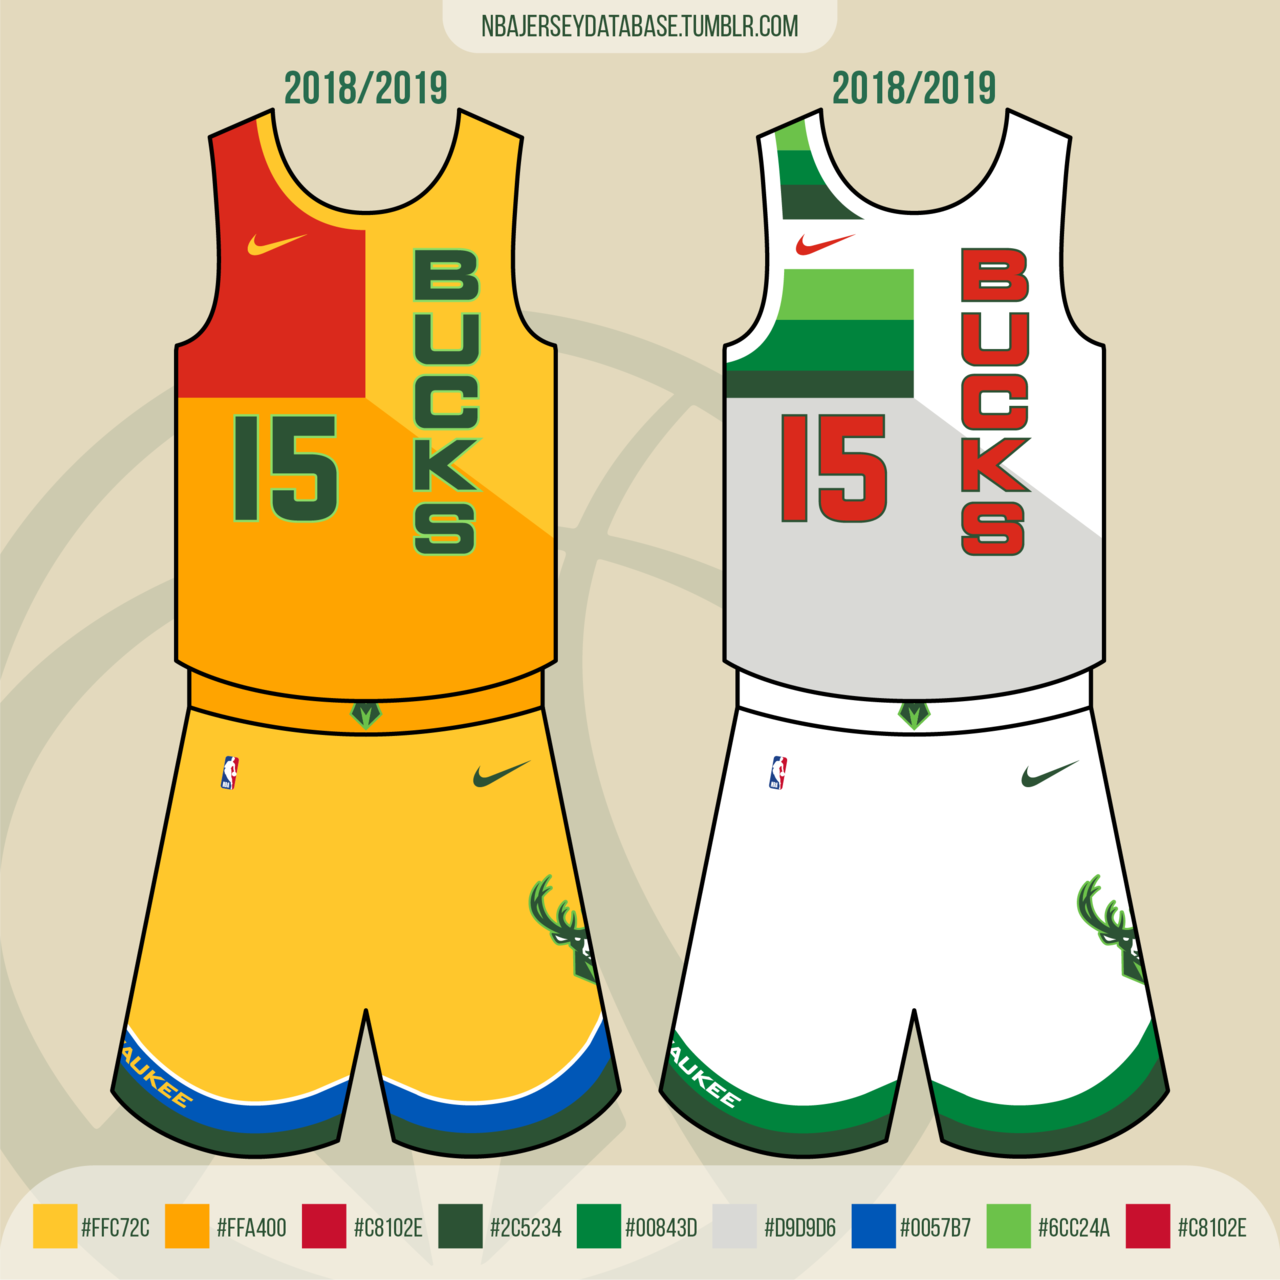 NBAJERSEYDATABASE.TUMBLR.COM
2018/2019
2018/2019
BUCKS
15
BUCKS
15
AUKEE
AUKEE
#FFC72C
#FFA400
#C8102E
#2C5234
#00843D
#D9D9D6
#0057B7
#6CC24A
#C8102E